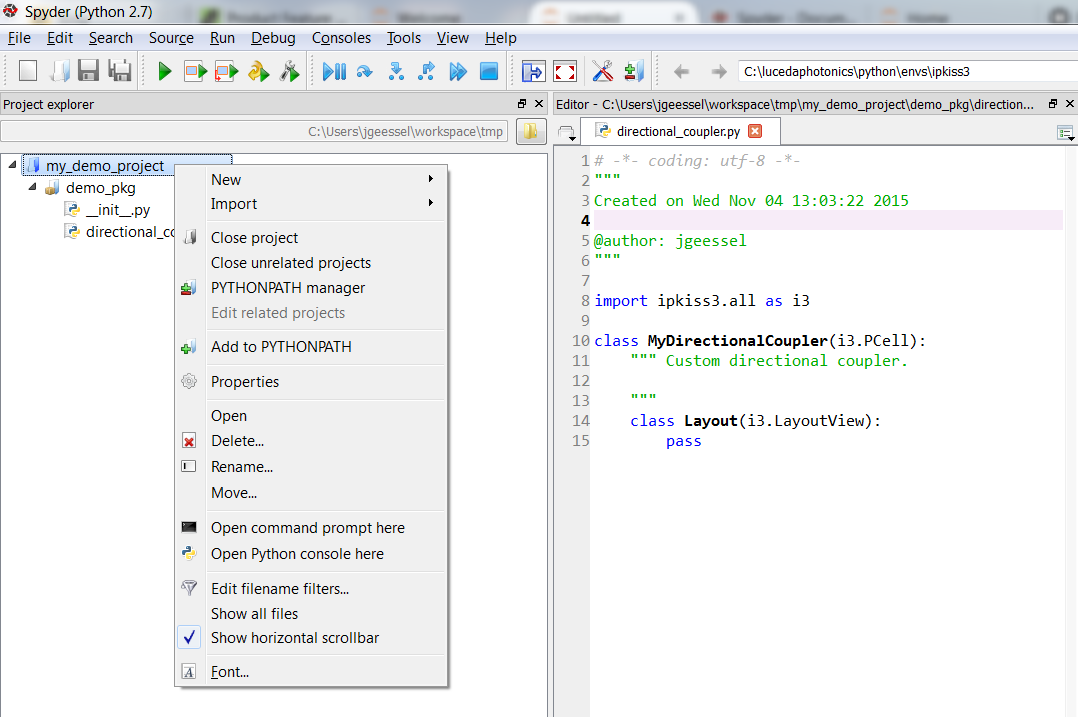 Spyder (Python 2.7)
File Edit Search Source Run Debug Consoles Tools View Help
C:\lucedaphotonics\python\envs\ipkiss3
Project explorer
C:\Users\jgeessel\workspace\tmp
my_demo_project
demo_pkg
__init__.py
directional_co
New
Import
Close project
Close unrelated projects
PYTHONPATH manager
Edit related projects
Add to PYTHONPATH
Properties
Open
Delete...
Rename...
Move...
Open command prompt here
Open Python console here
Edit filename filters...
Show all files
Show horizontal scrollbar
Font...
Editor - C:\Users\jgeessel\workspace\tmp\my_demo_project\demo_pkg\direction...
directional_coupler.py
1 # -*- coding: utf-8 -*-
2 """
3 Created on Wed Nov 04 13:03:22 2015
4
5 @author: jgeessel
6 """
7
8 import ipkiss3.all as i3
9
10 class MyDirectionalCoupler(i3.PCell):
11     """ Custom directional coupler.
12
13     """
14     class Layout(i3.LayoutView):
15         pass